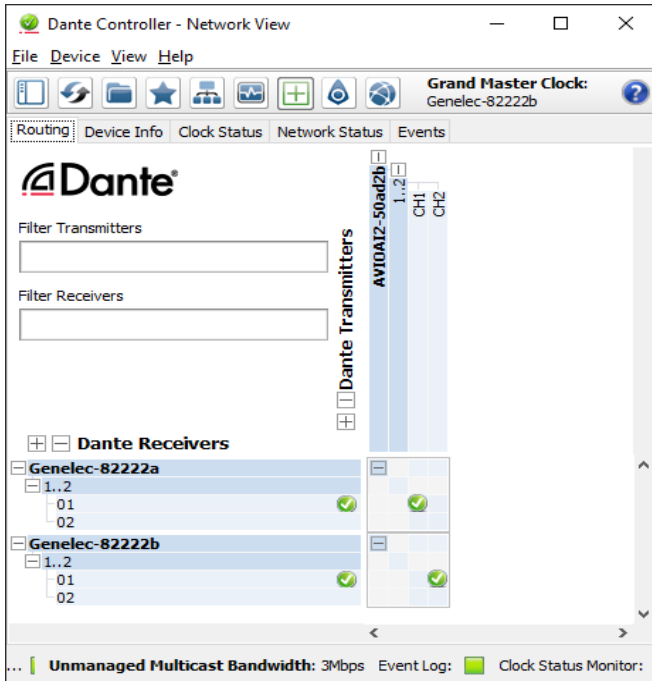 Dante Controller - Network View
File Device View Help
Grand Master Clock:
Genelec-82222b
Routing Device Info Clock Status Network Status Events
Dante®
Filter Transmitters
Filter Receivers
Dante Transmitters
AVIOAI2-50ad2b
1..2
CH1
CH2
Dante Receivers
Genelec-82222a
1..2
01
02
Genelec-82222b
1..2
01
02
... Unmanaged Multicast Bandwidth: 3Mbps Event Log: Clock Status Monitor: